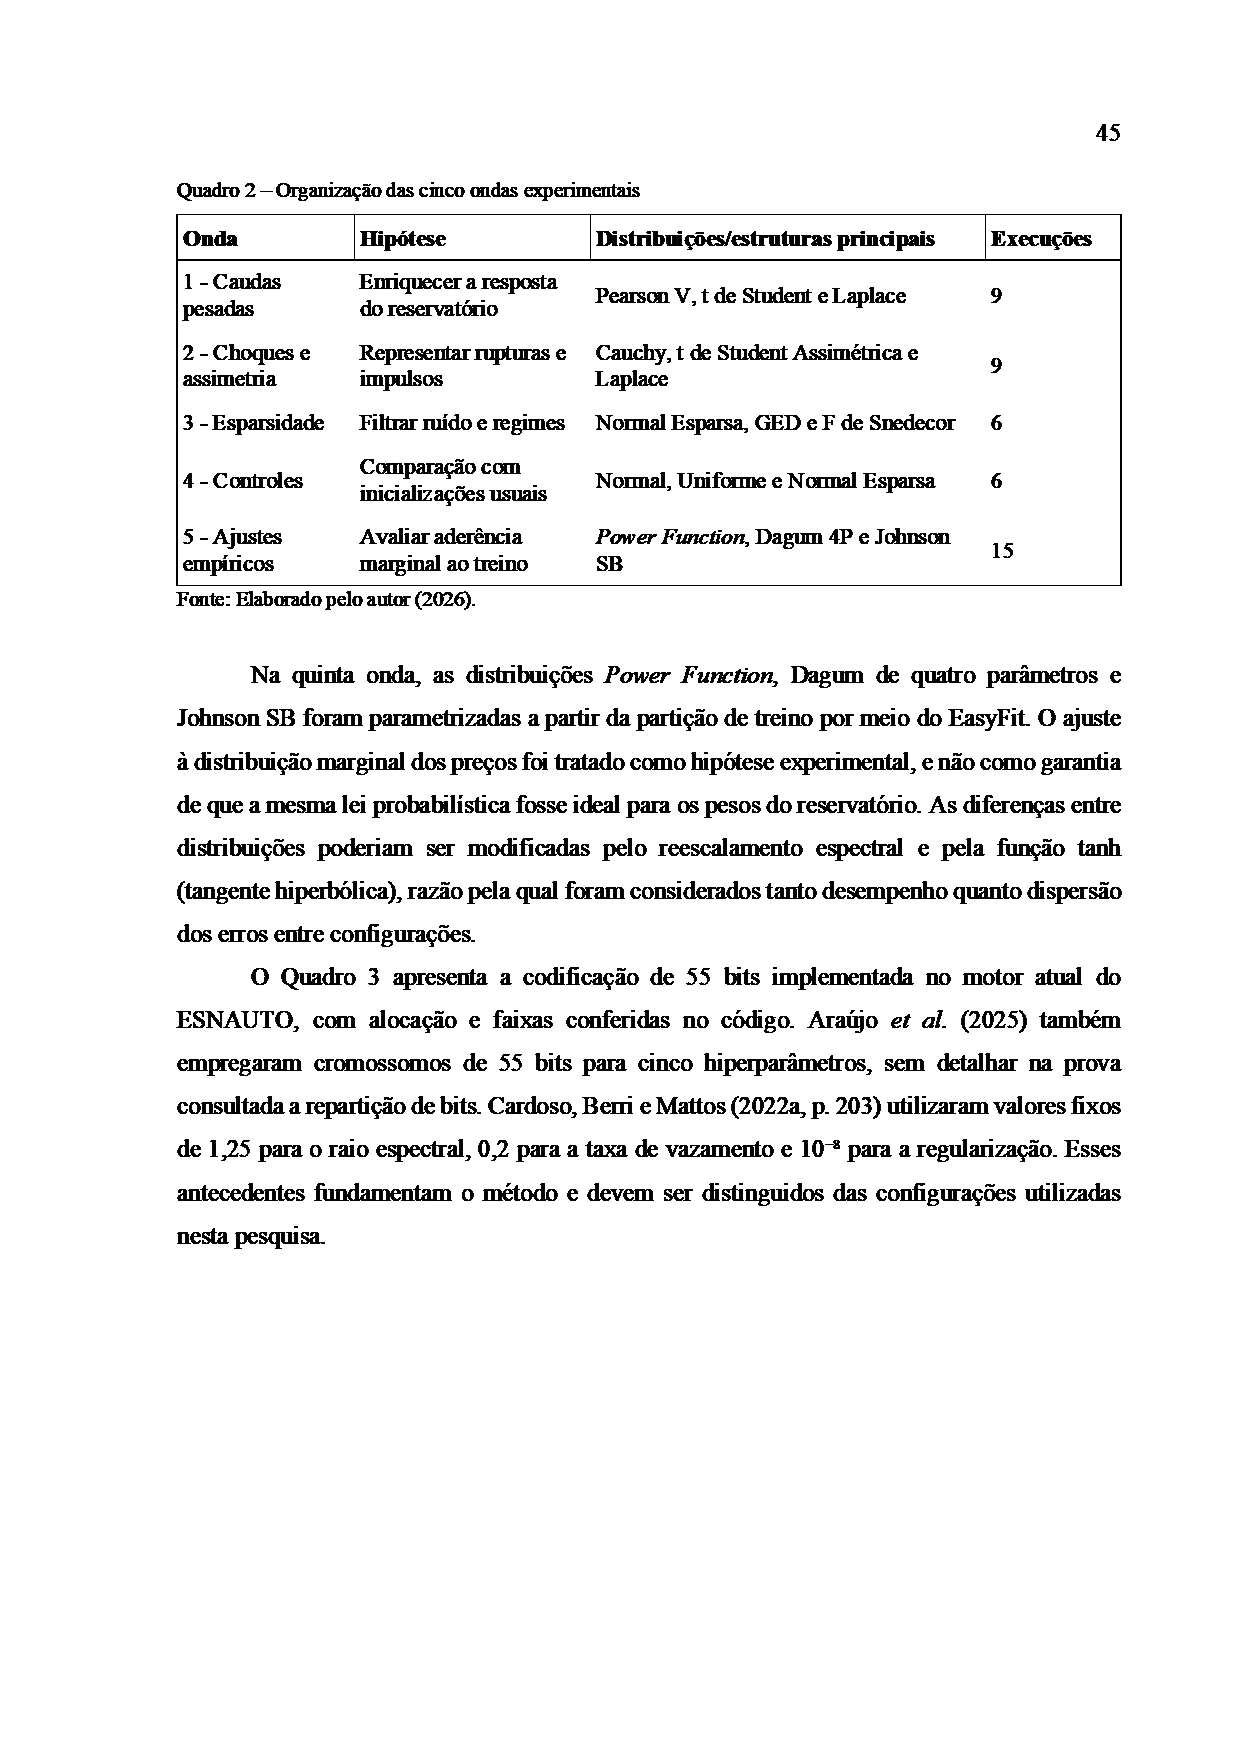 45
Quadro 2 – Organização das cinco ondas experimentais
Onda Hipótese Distribuições/estruturas principais Execuções
1 - Caudas pesadas Enriquecer a resposta do reservatório Pearson V, t de Student e Laplace 9
2 - Choques e assimetria Representar rupturas e impulsos Cauchy, t de Student Assimétrica e Laplace 9
3 - Esparsidade Filtrar ruído e regimes Normal Esparsa, GED e F de Snedecor 6
4 - Controles Comparação com inicializações usuais Normal, Uniforme e Normal Esparsa 6
5 - Ajustes empíricos Avaliar aderência marginal ao treino Power Function, Dagum 4P e Johnson SB 15
Fonte: Elaborado pelo autor (2026).
Na quinta onda, as distribuições Power Function, Dagum de quatro parâmetros e
Johnson SB foram parametrizadas a partir da partição de treino por meio do EasyFit. O ajuste
à distribuição marginal dos preços foi tratado como hipótese experimental, e não como garantia
de que a mesma lei probabilística fosse ideal para os pesos do reservatório. As diferenças entre
distribuições poderiam ser modificadas pelo reescalamento espectral e pela função tanh
(tangente hiperbólica), razão pela qual foram considerados tanto desempenho quanto dispersão
dos erros entre configurações.
O Quadro 3 apresenta a codificação de 55 bits implementada no motor atual do
ESNAUTO, com alocação e faixas conferidas no código. Araújo et al. (2025) também
empregaram cromossomos de 55 bits para cinco hiperparâmetros, sem detalhar na prova
consultada a repartição de bits. Cardoso, Berri e Mattos (2022a, p. 203) utilizaram valores fixos
de 1,25 para o raio espectral, 0,2 para a taxa de vazamento e 10⁻⁸ para a regularização. Esses
antecedentes fundamentam o método e devem ser distinguidos das configurações utilizadas
nesta pesquisa.